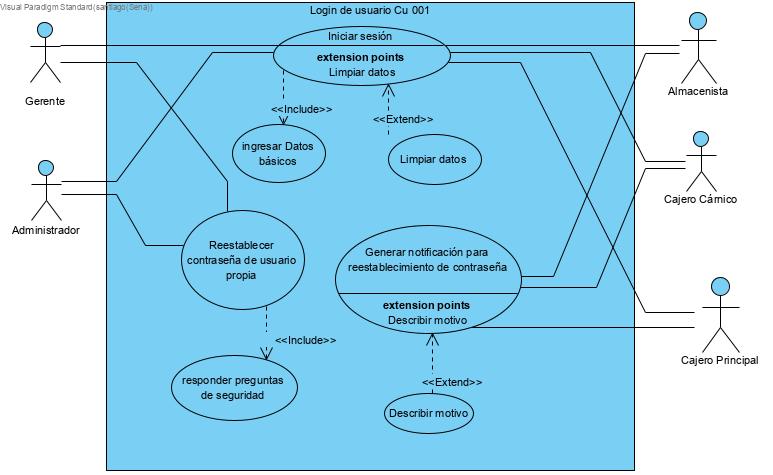 Visual Paradigm Standard(santiago(Sena))
Login de usuario Cu 001
Iniciar sesión
extension points
Limpiar datos
Gerente
Almacenista
<<Include>>
<<Extend>>
ingresar Datos
básicos
Limpiar datos
Administrador
Cajero Cárnico
Reestablecer
contraseña de usuario
propia
Generar notificación para
reestablecimiento de contraseña
extension points
Describir motivo
<<Include>>
Cajero Principal
responder preguntas
de seguridad
<<Extend>>
Describir motivo